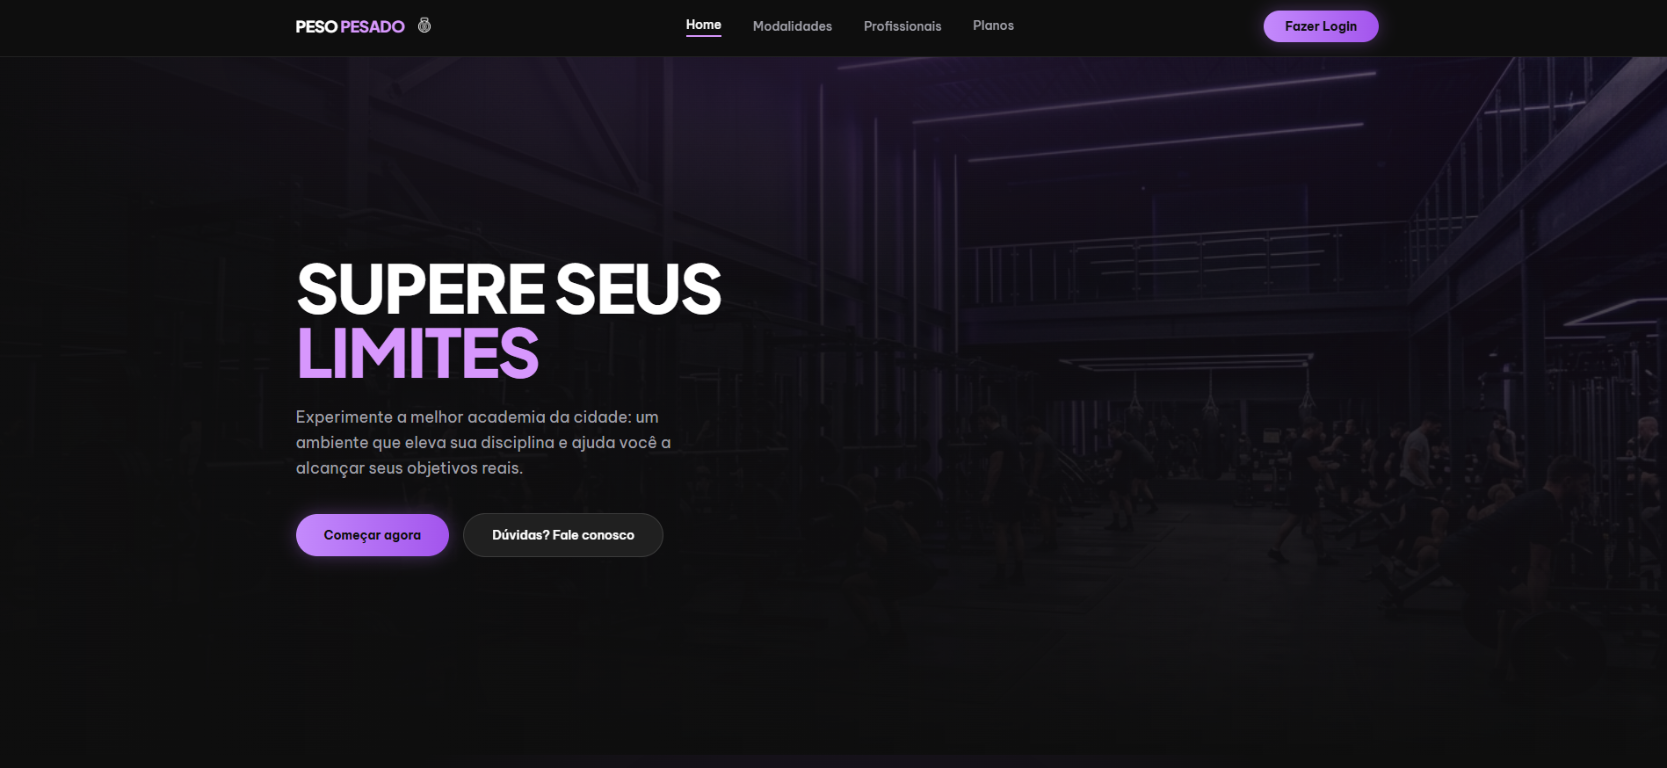 PESO PESADO
Home
Modalidades
Profissionais
Planos
Fazer Login
SUPERE SEUS
LIMITES
Experimente a melhor academia da cidade: um
ambiente que eleva sua disciplina e ajuda você a
alcançar seus objetivos reais.
Começar agora
Dúvidas? Fale conosco